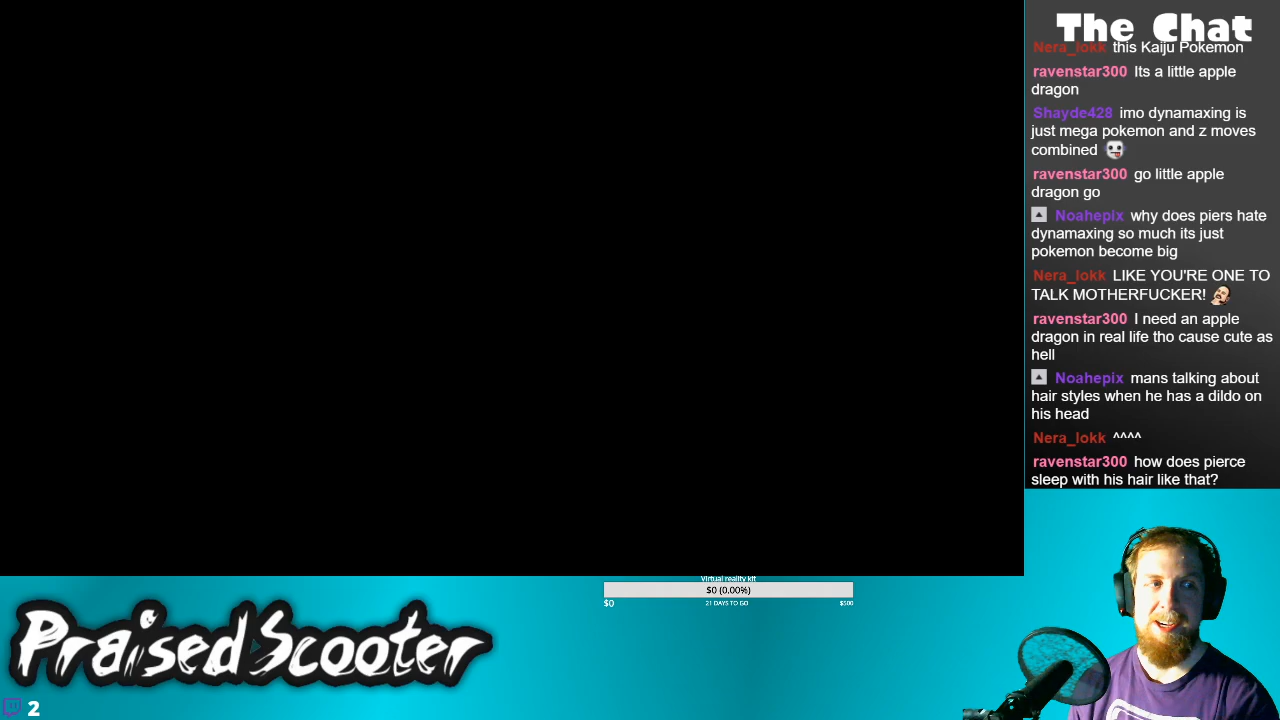 The Chat
Nera_lokk this Kaiju Pokemon
ravenstar300 Its a little apple
dragon
Shayde428 imo dynamaxing is
just mega pokemon and z moves
combined
ravenstar300 go little apple
dragon go
Noahepix why does piers hate
dynamaxing so much its just
pokemon become big
Nera_lokk LIKE YOU'RE ONE TO
TALK MOTHERFUCKER!
ravenstar300 I need an apple
dragon in real life tho cause cute as
hell
Noahepix mans talking about
hair styles when he has a dildo on
his head
Nera_lokk ^^^^
ravenstar300 how does pierce
sleep with his hair like that?
Virtual reality kit
$0 (0.00%)
$0 21 DAYS TO GO $500
PraisedScooter
2